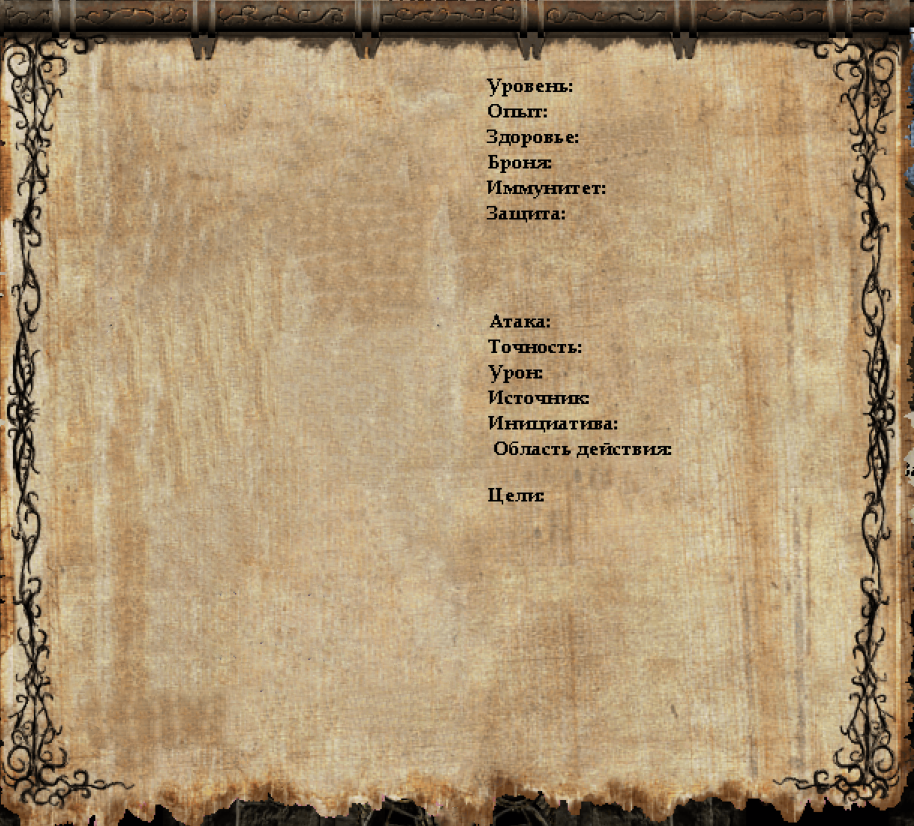 Уровень:
Опыт:
Здоровье:
Броня:
Иммунитет:
Защита:
Атака:
Точность:
Урон:
Источник:
Инициатива:
Область действия:
Цели: